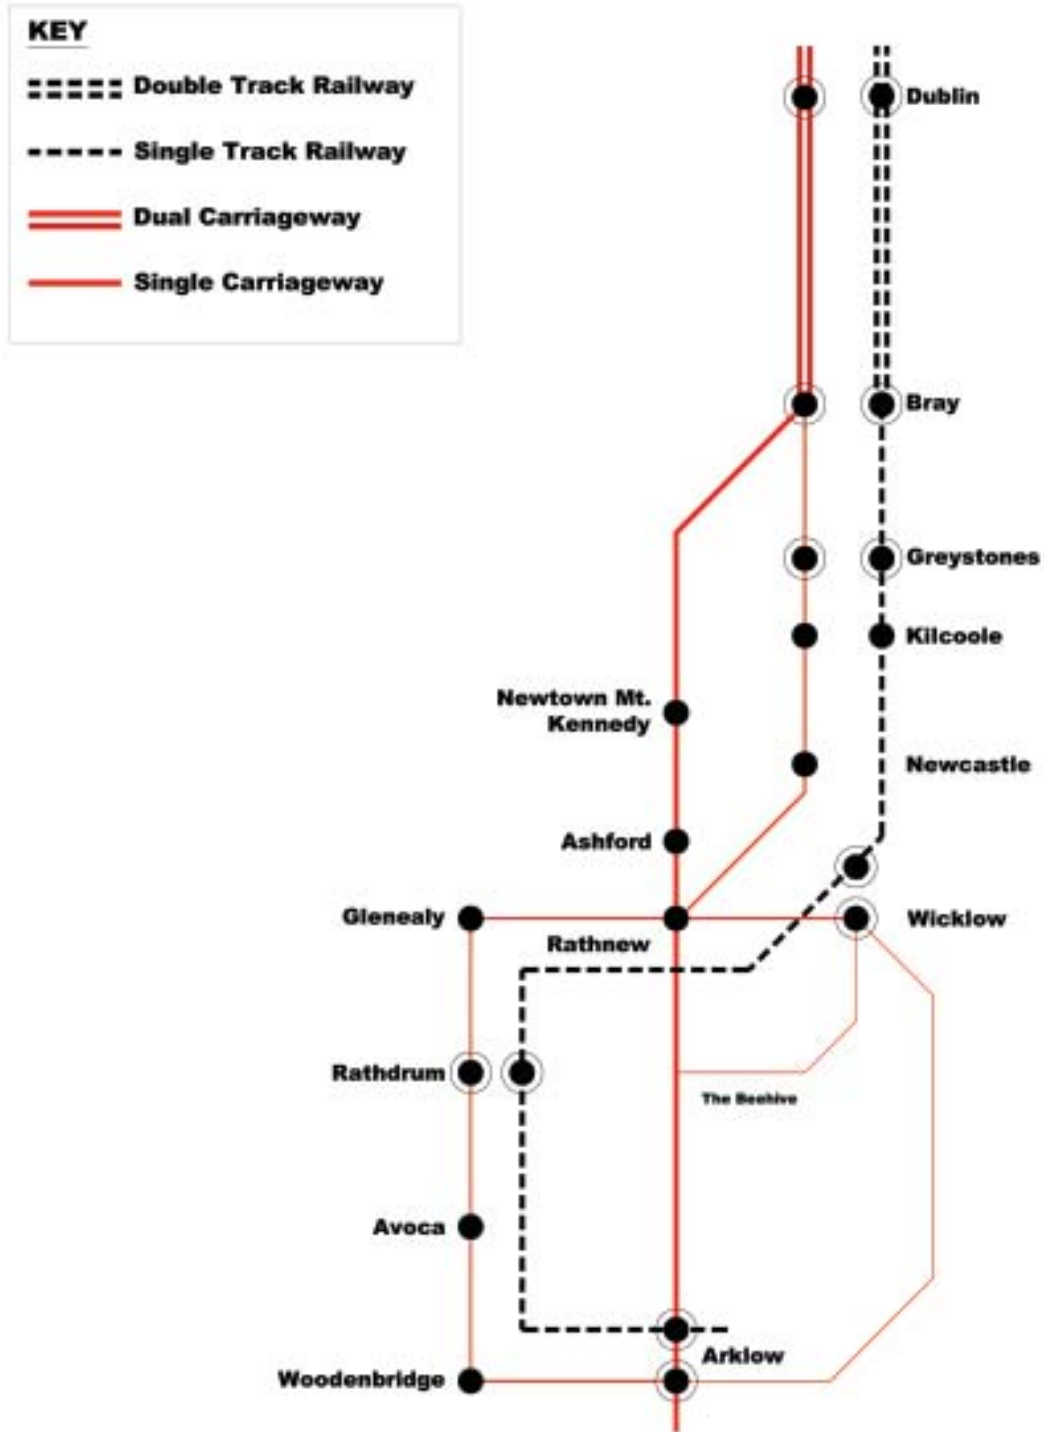 KEY
Double Track Railway
Single Track Railway
Dual Carriageway
Single Carriageway
Dublin
Bray
Greystones
Kilcoole
Newtown Mt.
Kennedy
Newcastle
Ashford
Glenealy
Wicklow
Rathnew
Rathdrum
The Beehive
Avoca
Arklow
Woodenbridge